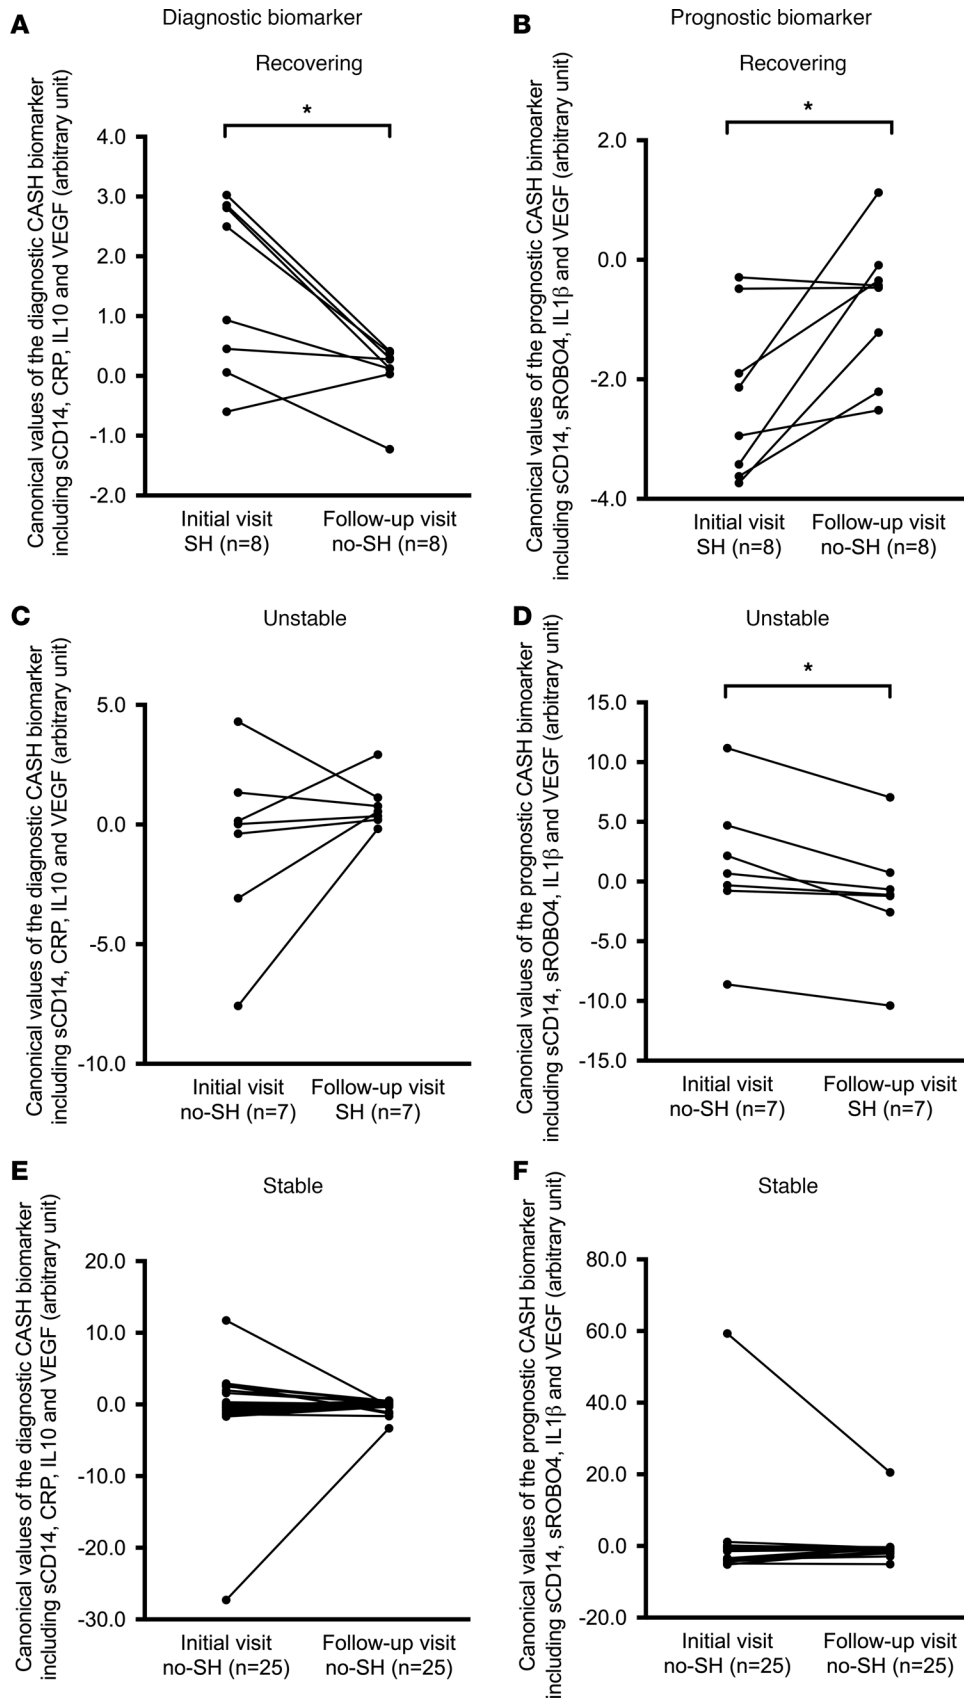 A
Diagnostic biomarker
Recovering
*
Canonical values of the diagnostic CASH biomarker
including sCD14, CRP, IL10 and VEGF (arbitrary unit)
4.0
3.0
2.0
1.0
0.0
-1.0
-2.0
Initial visit
SH (n=8)
Follow-up visit
no-SH (n=8)
B
Prognostic biomarker
Recovering
*
Canonical values of the prognostic CASH bimoarker
including sCD14, sROBO4, IL1β and VEGF (arbitrary unit)
2.0
0.0
-2.0
-4.0
Initial visit
SH (n=8)
Follow-up visit
no-SH (n=8)
C
Unstable
Canonical values of the diagnostic CASH biomarker
including sCD14, CRP, IL10 and VEGF (arbitrary unit)
5.0
0.0
-5.0
-10.0
Initial visit
no-SH (n=7)
Follow-up visit
SH (n=7)
D
Unstable
*
Canonical values of the prognostic CASH bimoarker
including sCD14, sROBO4, IL1β and VEGF (arbitrary unit)
15.0
10.0
5.0
0.0
-5.0
-10.0
-15.0
Initial visit
no-SH (n=7)
Follow-up visit
SH (n=7)
E
Stable
Canonical values of the diagnostic CASH biomarker
including sCD14, CRP, IL10 and VEGF (arbitrary unit)
20.0
10.0
0.0
-10.0
-20.0
-30.0
Initial visit
no-SH (n=25)
Follow-up visit
no-SH (n=25)
F
Stable
Canonical values of the prognostic CASH biomarker
including sCD14, sROBO4, IL1β and VEGF (arbitrary unit)
80.0
60.0
40.0
20.0
0.0
-20.0
Initial visit
no-SH (n=25)
Follow-up visit
no-SH (n=25)